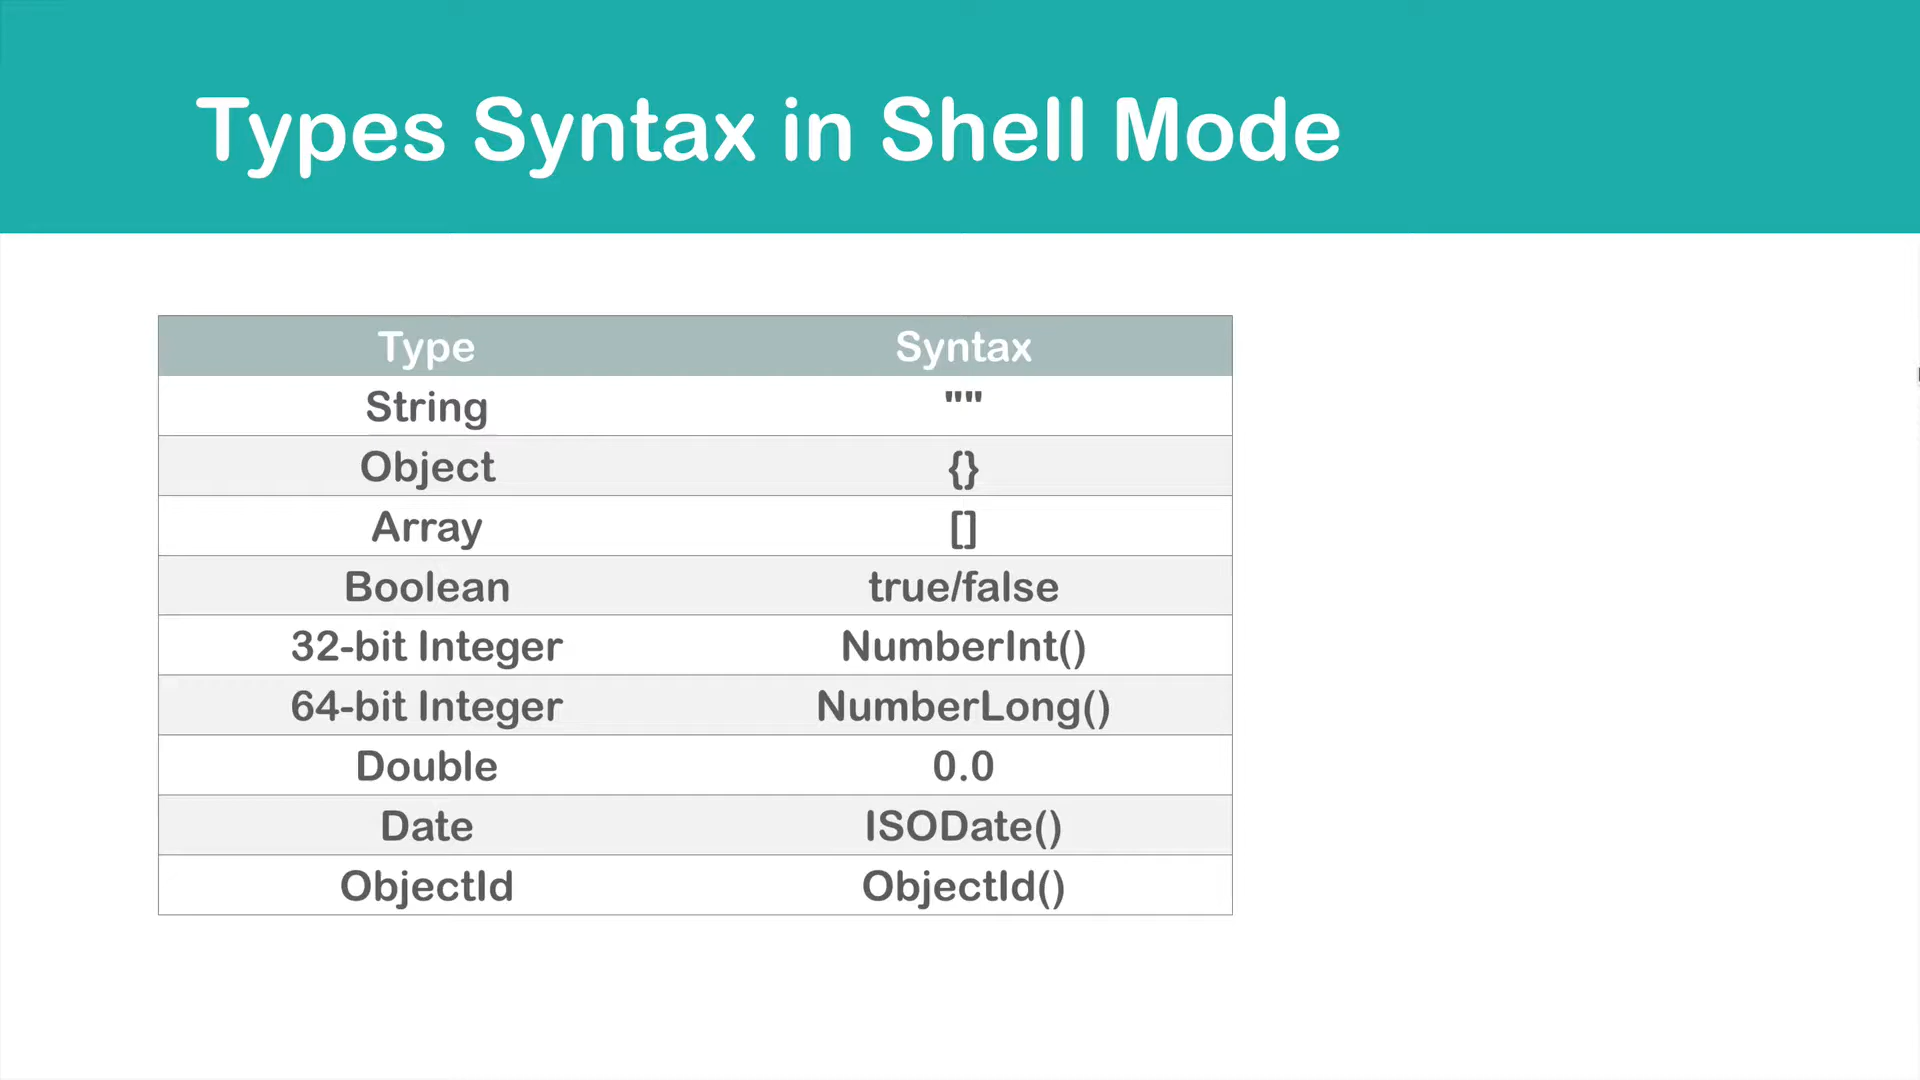 Types Syntax in Shell Mode
Type Syntax
String ""
Object {}
Array []
Boolean true/false
32-bit Integer NumberInt()
64-bit Integer NumberLong()
Double 0.0
Date ISODate()
ObjectId ObjectId()